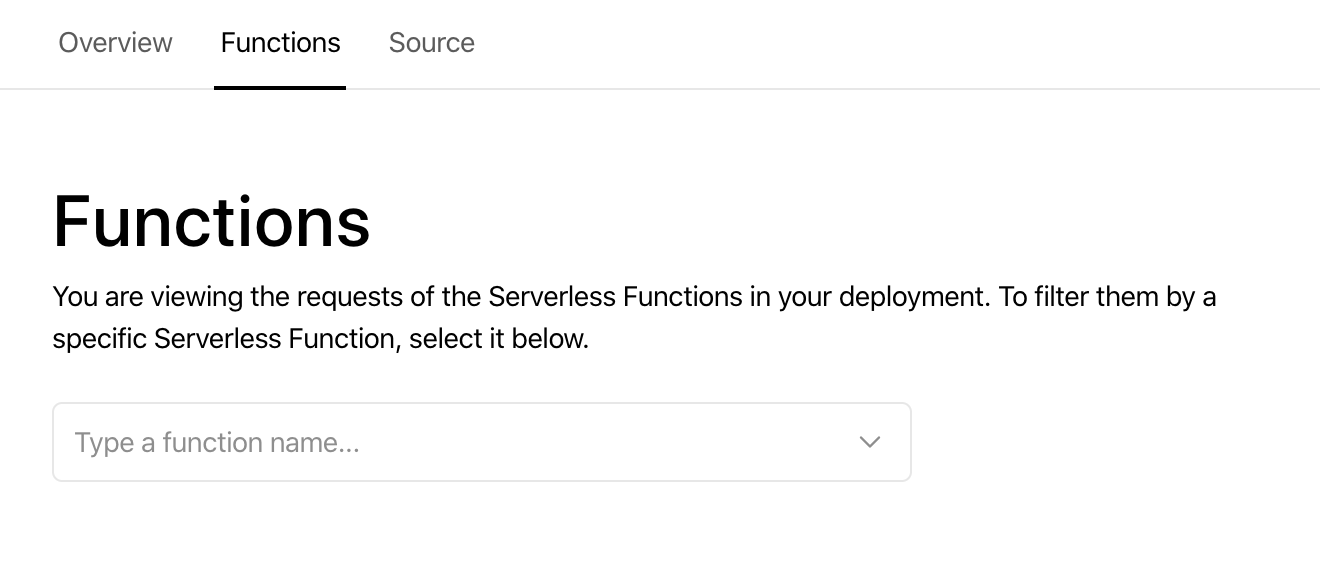 Overview Functions Source
Functions
You are viewing the requests of the Serverless Functions in your deployment. To filter them by a
specific Serverless Function, select it below.
Type a function name...